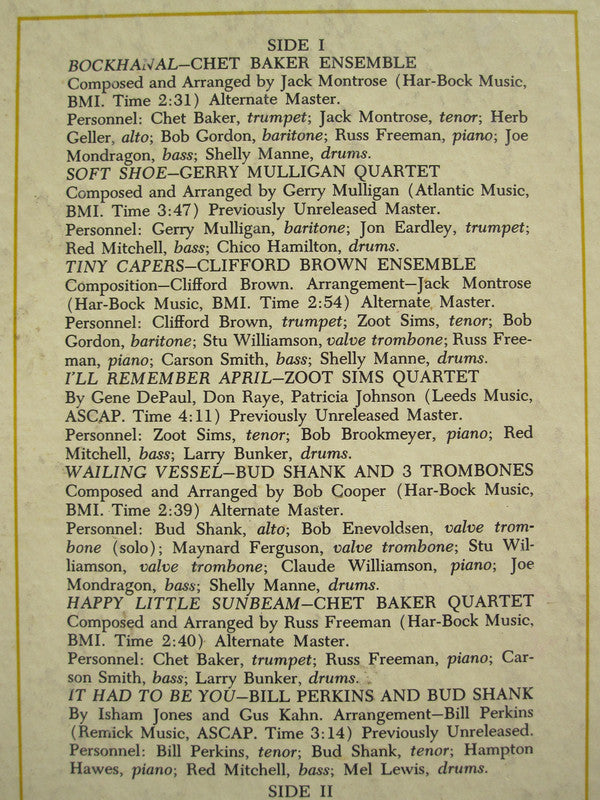 SIDE I
BOCKHANAL—CHET BAKER ENSEMBLE
Composed and Arranged by Jack Montrose (Har-Bock Music,
BMI. Time 2:31) Alternate Master.
Personnel: Chet Baker, trumpet; Jack Montrose, tenor; Herb
Geller, alto; Bob Gordon, baritone; Russ Freeman, piano; Joe
Mondragon, bass; Shelly Manne, drums.
SOFT SHOE—GERRY MULLIGAN QUARTET
Composed and Arranged by Gerry Mulligan (Atlantic Music,
BMI. Time 3:47) Previously Unreleased Master.
Personnel: Gerry Mulligan, baritone; Jon Eardley, trumpet;
Red Mitchell, bass; Chico Hamilton, drums.
TINY CAPERS—CLIFFORD BROWN ENSEMBLE
Composition—Clifford Brown. Arrangement—Jack Montrose
(Har-Bock Music, BMI. Time 2:54) Alternate Master.
Personnel: Clifford Brown, trumpet; Zoot Sims, tenor; Bob
Gordon, baritone; Stu Williamson, valve trombone; Russ Free-
man, piano; Carson Smith, bass; Shelly Manne, drums.
I'LL REMEMBER APRIL—ZOOT SIMS QUARTET
By Gene DePaul, Don Raye, Patricia Johnson (Leeds Music,
ASCAP. Time 4:11) Previously Unreleased Master.
Personnel: Zoot Sims, tenor; Bob Brookmeyer, piano; Red
Mitchell, bass; Larry Bunker, drums.
WAILING VESSEL—BUD SHANK AND 3 TROMBONES
Composed and Arranged by Bob Cooper (Har-Bock Music,
BMI. Time 2:39) Alternate Master.
Personnel: Bud Shank, alto; Bob Enevoldsen, valve trom-
bone (solo); Maynard Ferguson, valve trombone; Stu Wil-
liamson, valve trombone; Claude Williamson, piano; Joe
Mondragon, bass; Shelly Manne, drums.
HAPPY LITTLE SUNBEAM—CHET BAKER QUARTET
Composed and Arranged by Russ Freeman (Har-Bock Music,
BMI. Time 2:40) Alternate Master.
Personnel: Chet Baker, trumpet; Russ Freeman, piano; Car-
son Smith, bass; Larry Bunker, drums.
IT HAD TO BE YOU—BILL PERKINS AND BUD SHANK
By Isham Jones and Gus Kahn. Arrangement—Bill Perkins
(Remick Music, ASCAP. Time 3:14) Previously Unreleased.
Personnel: Bill Perkins, tenor; Bud Shank, tenor; Hampton
Hawes, piano; Red Mitchell, bass; Mel Lewis, drums.
SIDE II